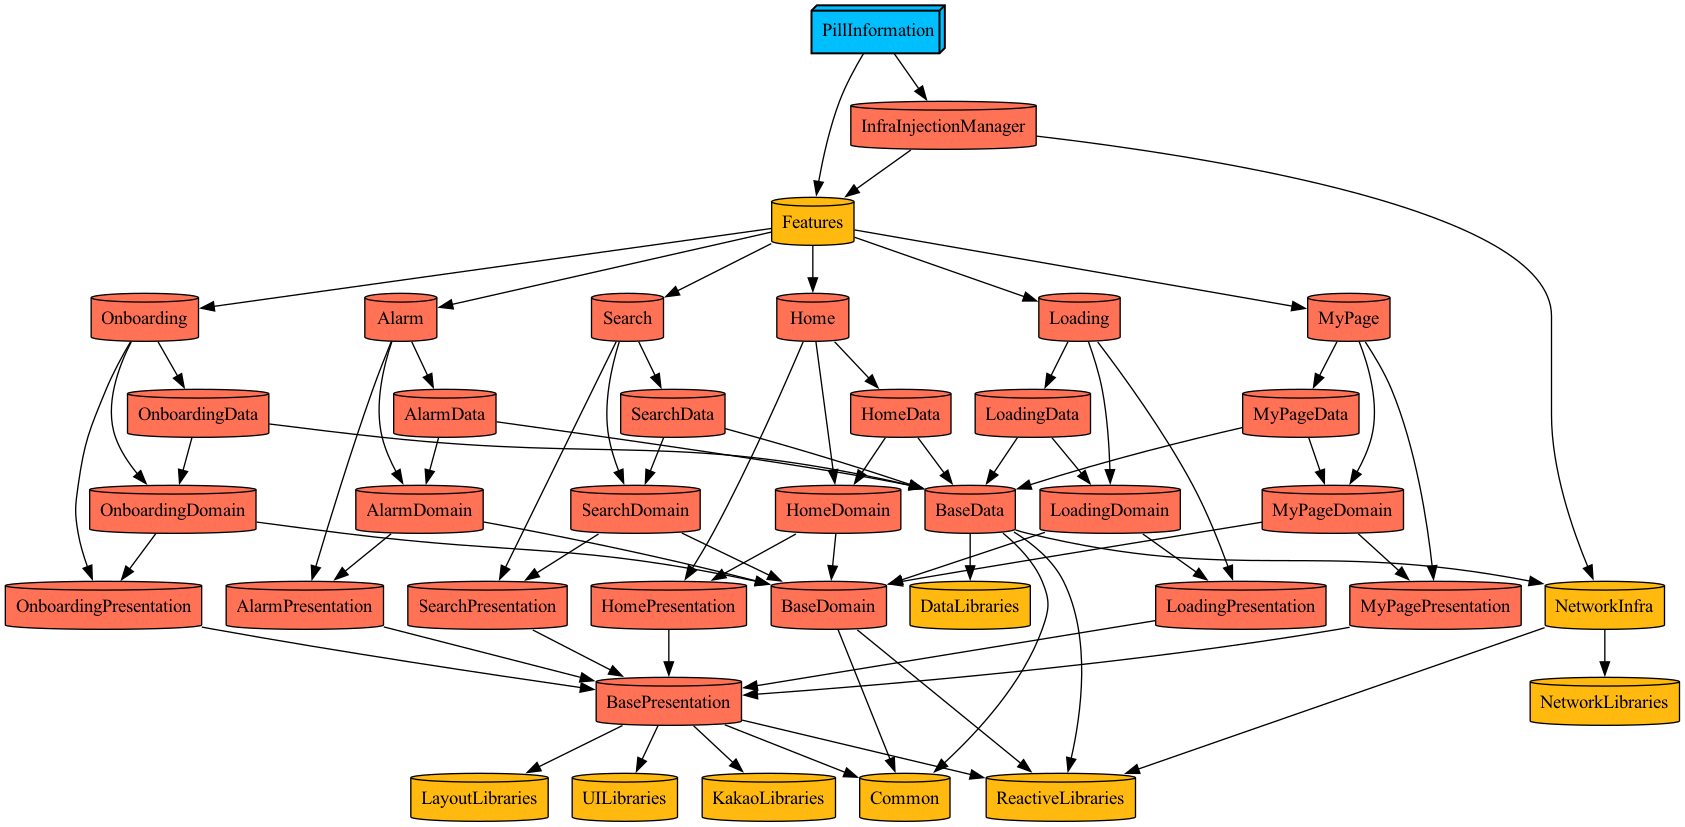 PillInformation
InfraInjectionManager
Features
Onboarding
Alarm
Search
Home
Loading
MyPage
OnboardingData
AlarmData
SearchData
HomeData
LoadingData
MyPageData
OnboardingDomain
AlarmDomain
SearchDomain
HomeDomain
BaseData
LoadingDomain
MyPageDomain
OnboardingPresentation
AlarmPresentation
SearchPresentation
HomePresentation
BaseDomain
DataLibraries
LoadingPresentation
MyPagePresentation
NetworkInfra
BasePresentation
NetworkLibraries
LayoutLibraries
UILibraries
KakaoLibraries
Common
ReactiveLibraries